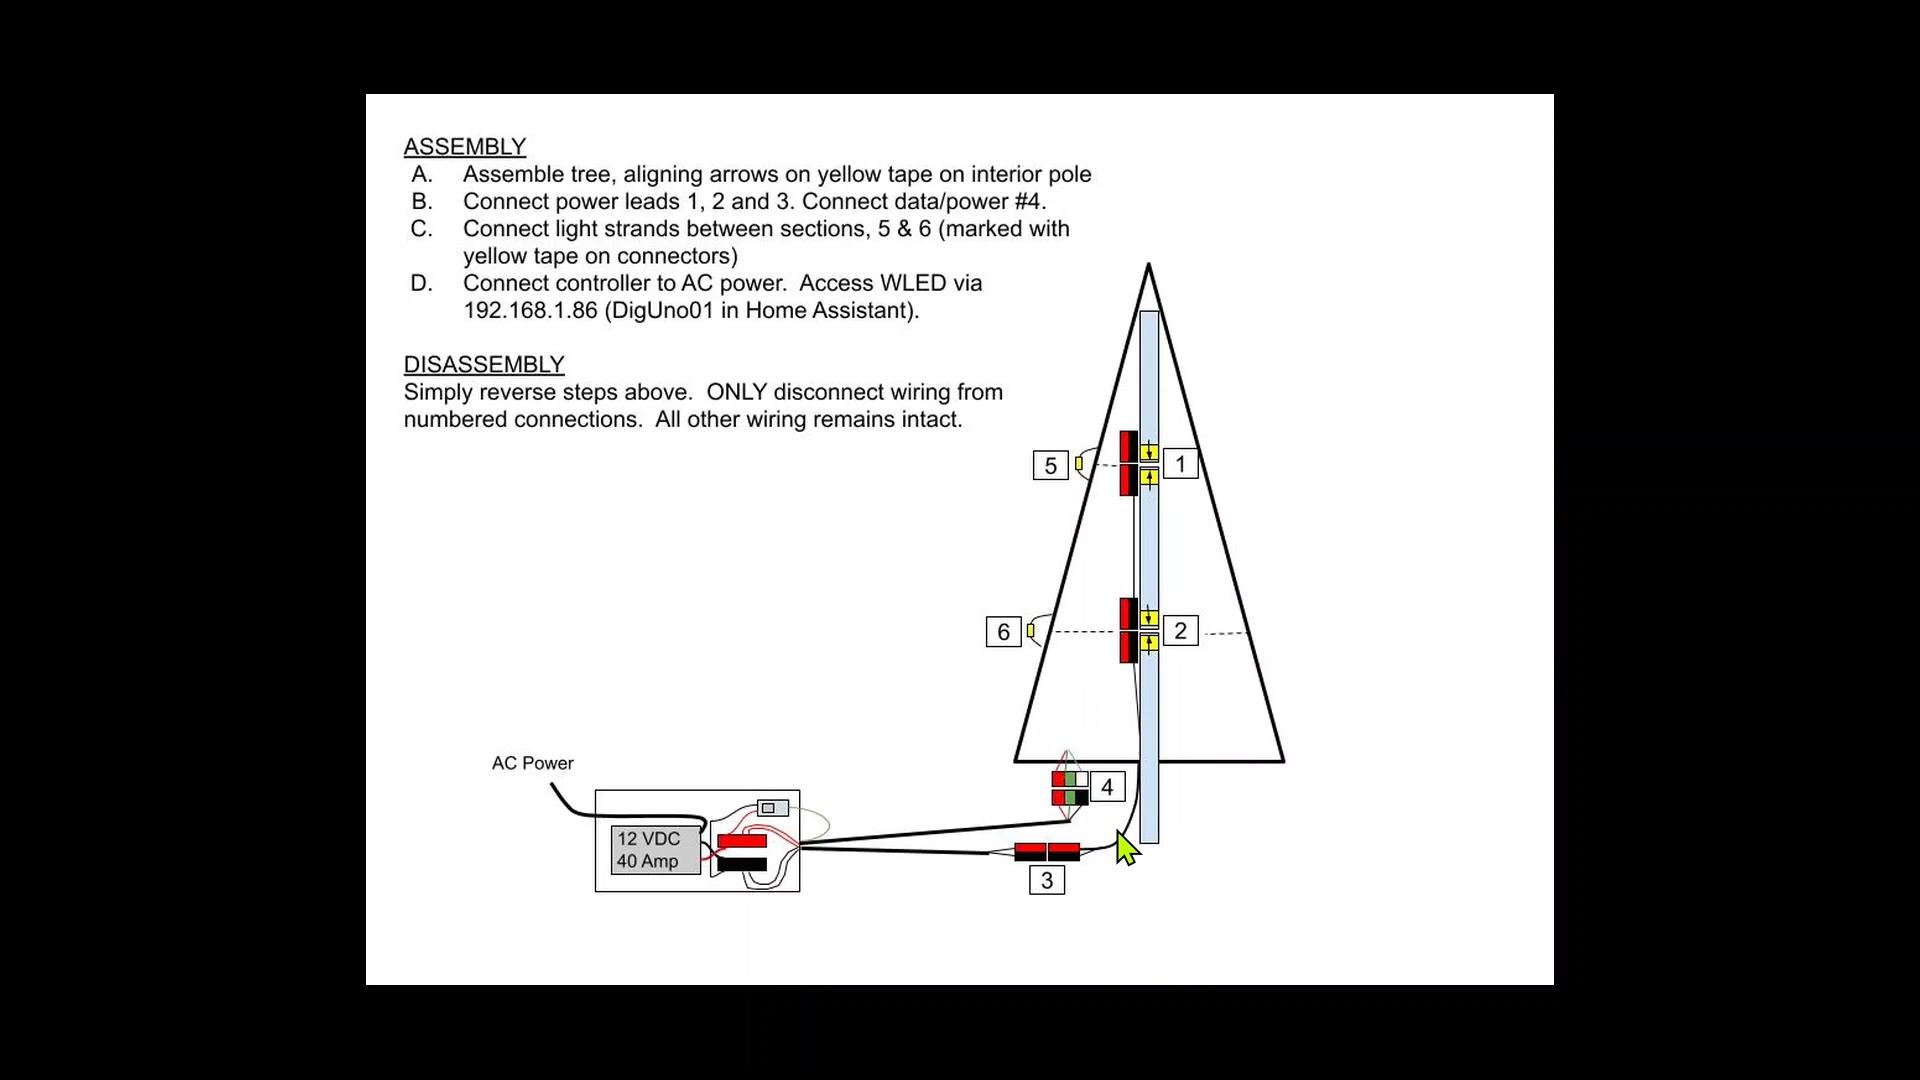 ASSEMBLY
A. Assemble tree, aligning arrows on yellow tape on interior pole
B. Connect power leads 1, 2 and 3. Connect data/power #4.
C. Connect light strands between sections, 5 & 6 (marked with
yellow tape on connectors)
D. Connect controller to AC power. Access WLED via
192.168.1.86 (DigUno01 in Home Assistant).
DISASSEMBLY
Simply reverse steps above. ONLY disconnect wiring from
numbered connections. All other wiring remains intact.
5
1
6
2
AC Power
4
12 VDC
40 Amp
3